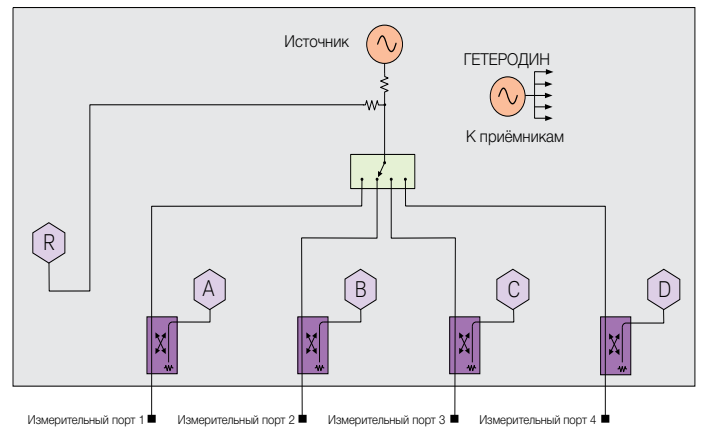 Источник
ГЕТЕРОДИН
К приёмникам
R
A
B
C
D
Измерительный порт 1
Измерительный порт 2
Измерительный порт 3
Измерительный порт 4